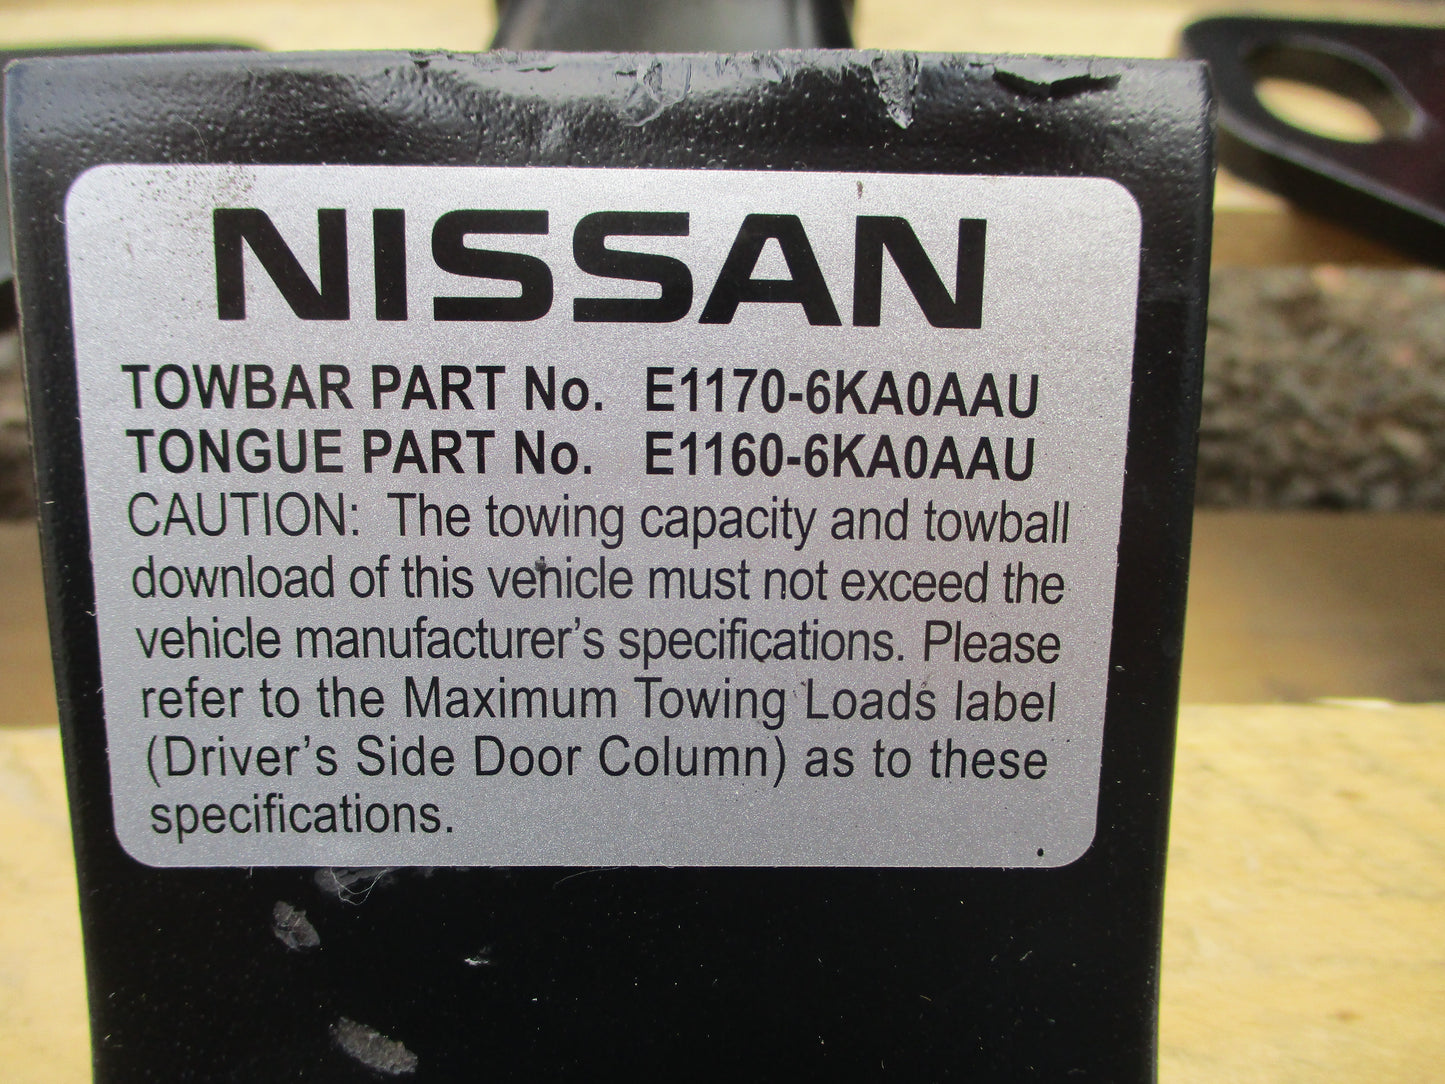 NISSAN
TOWBAR PART No. E1170-6KA0AAU
TONGUE PART No. E1160-6KA0AAU
CAUTION: The towing capacity and towball
download of this vehicle must not exceed the
vehicle manufacturer's specifications. Please
refer to the Maximum Towing Loads label
(Driver's Side Door Column) as to these
specifications.